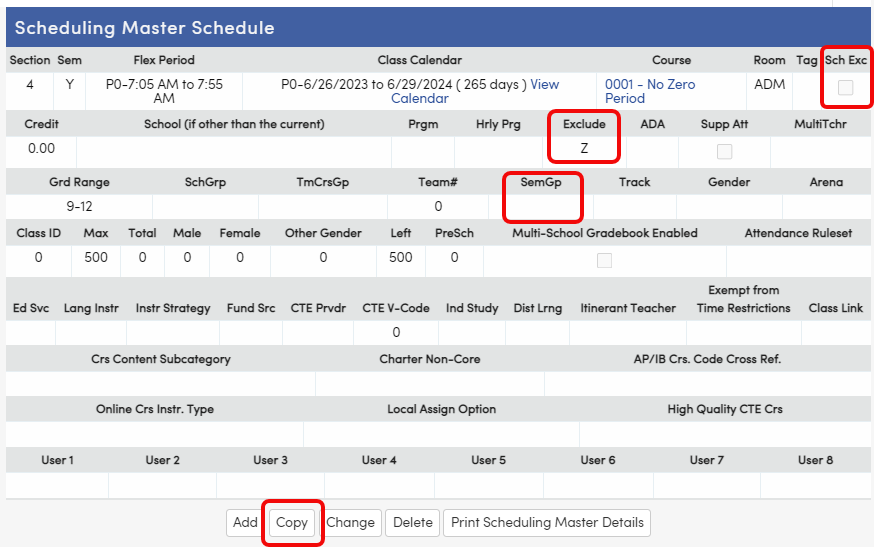 Scheduling Master Schedule
Section Sem Flex Period Class Calendar Course Room Tag Sch Exc
4 Y P0-7:05 AM to 7:55 P0-6/26/2023 to 6/29/2024 ( 265 days ) View 0001 - No Zero ADM
AM Calendar Period
Credit School (if other than the current) Prgm Hrly Prg Exclude ADA Supp Att MultiTchr
0.00 Z
Grd Range SchGrp TmCrsGp Team# SemGp Track Gender Arena
9-12 0
Class ID Max Total Male Female Other Gender Left PreSch Multi-School Gradebook Enabled Attendance Ruleset
0 500 0 0 0 0 500 0
Exempt from
Ed Svc Lang Instr Instr Strategy Fund Src CTE Prvdr CTE V-Code Ind Study Dist Lrng Itinerant Teacher Time Restrictions Class Link
0
Crs Content Subcategory Charter Non-Core AP/IB Crs. Code Cross Ref.
Online Crs Instr. Type Local Assign Option High Quality CTE Crs
User 1 User 2 User 3 User 4 User 5 User 6 User 7 User 8
Add Copy Change Delete Print Scheduling Master Details